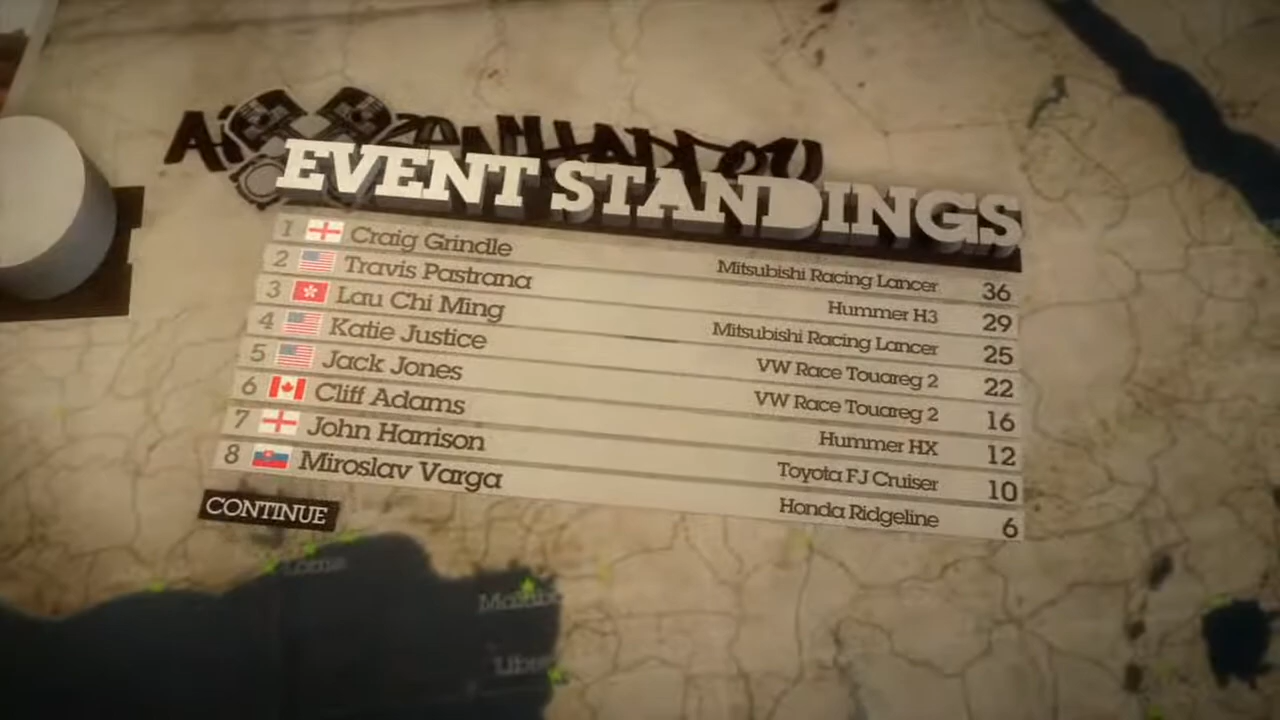 EVENT STANDINGS
1 Craig Grindle Mitsubishi Racing Lancer 36
2 Travis Pastrana Hummer H3 29
3 Lau Chi Ming Mitsubishi Racing Lancer 25
4 Katie Justice VW Race Touareg 2 22
5 Jack Jones VW Race Touareg 2 16
6 Cliff Adams Hummer HX 12
7 John Harrison Toyota FJ Cruiser 10
8 Miroslav Varga Honda Ridgeline 6
CONTINUE